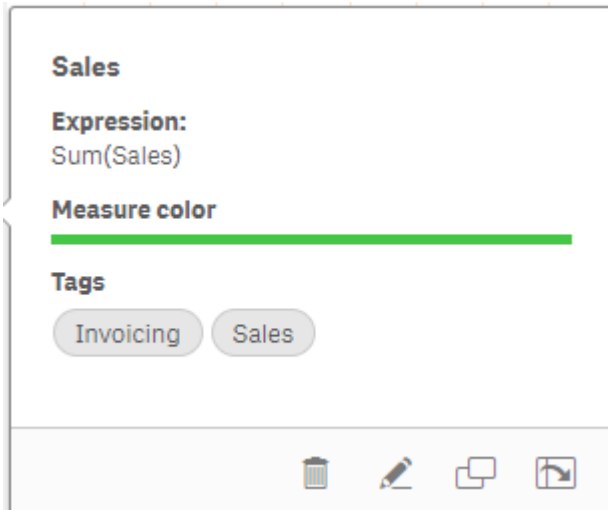 Sales
Expression:
Sum(Sales)
Measure color
Tags
Invoicing Sales